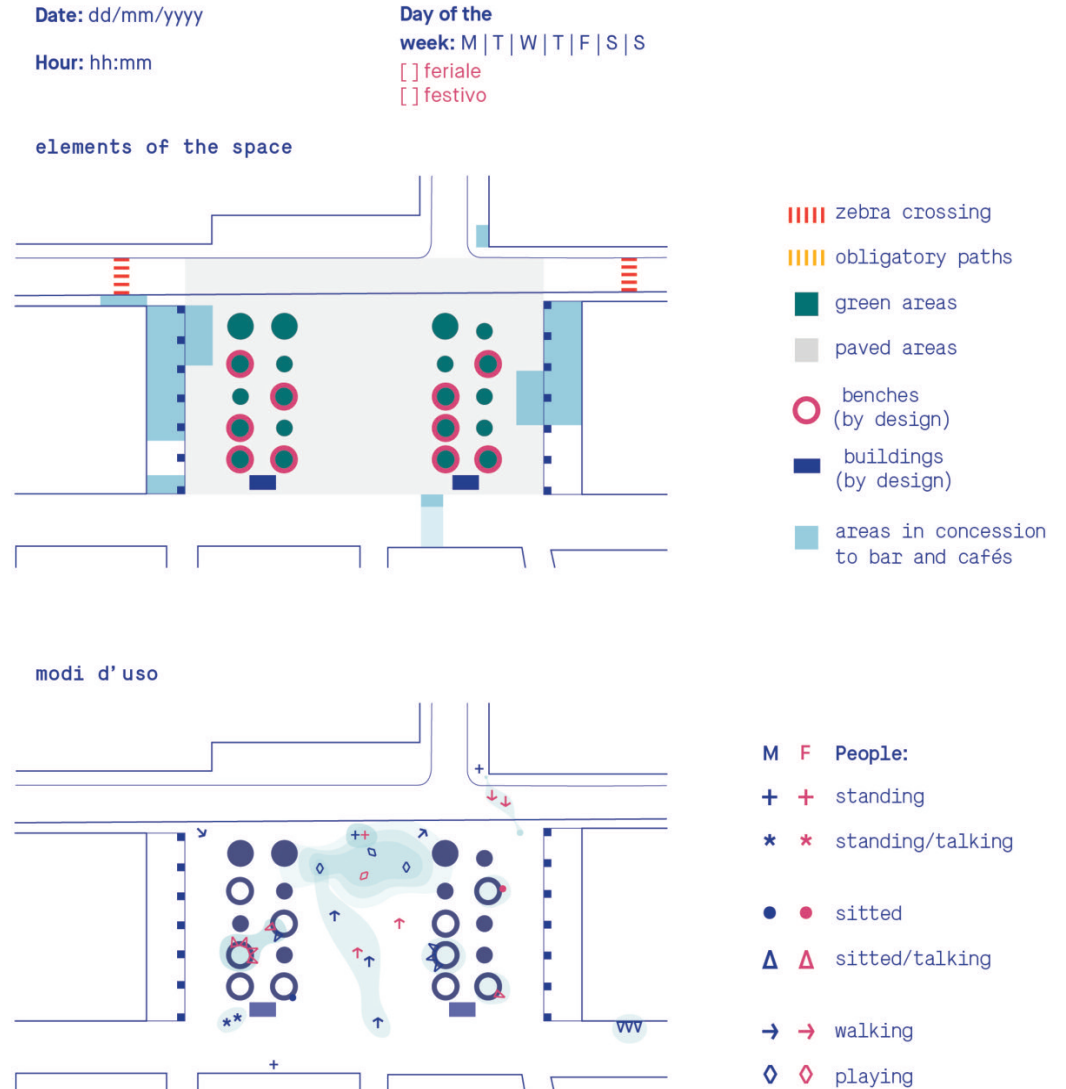 Date: dd/mm/yyyy
Hour: hh:mm
Day of the
week: M | T | W | T | F | S | S
[ ] feriale
[ ] festivo
elements of the space
zebra crossing
obligatory paths
green areas
paved areas
benches
(by design)
buildings
(by design)
areas in concession
to bar and cafés
modi d'uso
M F People:
standing
standing/talking
sitted
sitted/talking
walking
playing